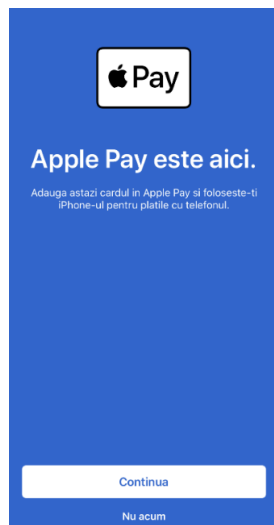 Pay
Apple Pay este aici.
Adauga astazi cardul in Apple Pay si foloseste-ti
iPhone-ul pentru platile cu telefonul.
Continua
Nu acum